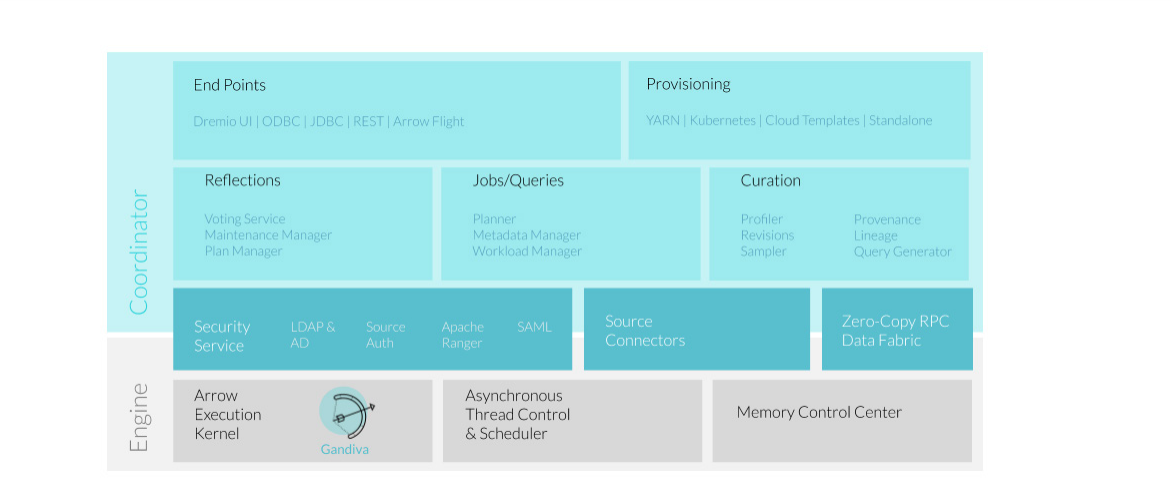 Coordinator
End Points
Dremio UI | ODBC | JDBC | REST | Arrow Flight
Provisioning
YARN | Kubernetes | Cloud Templates | Standalone
Reflections
Voting Service
Maintenance Manager
Plan Manager
Jobs/Queries
Planner
Metadata Manager
Workload Manager
Curation
Profiler
Revisions
Sampler
Provenance
Lineage
Query Generator
Security
Service
LDAP &
AD
Source
Auth
Apache
Ranger
SAML
Source
Connectors
Zero-Copy RPC
Data Fabric
Engine
Arrow
Execution
Kernel
Gandiva
Asynchronous
Thread Control
& Scheduler
Memory Control Center